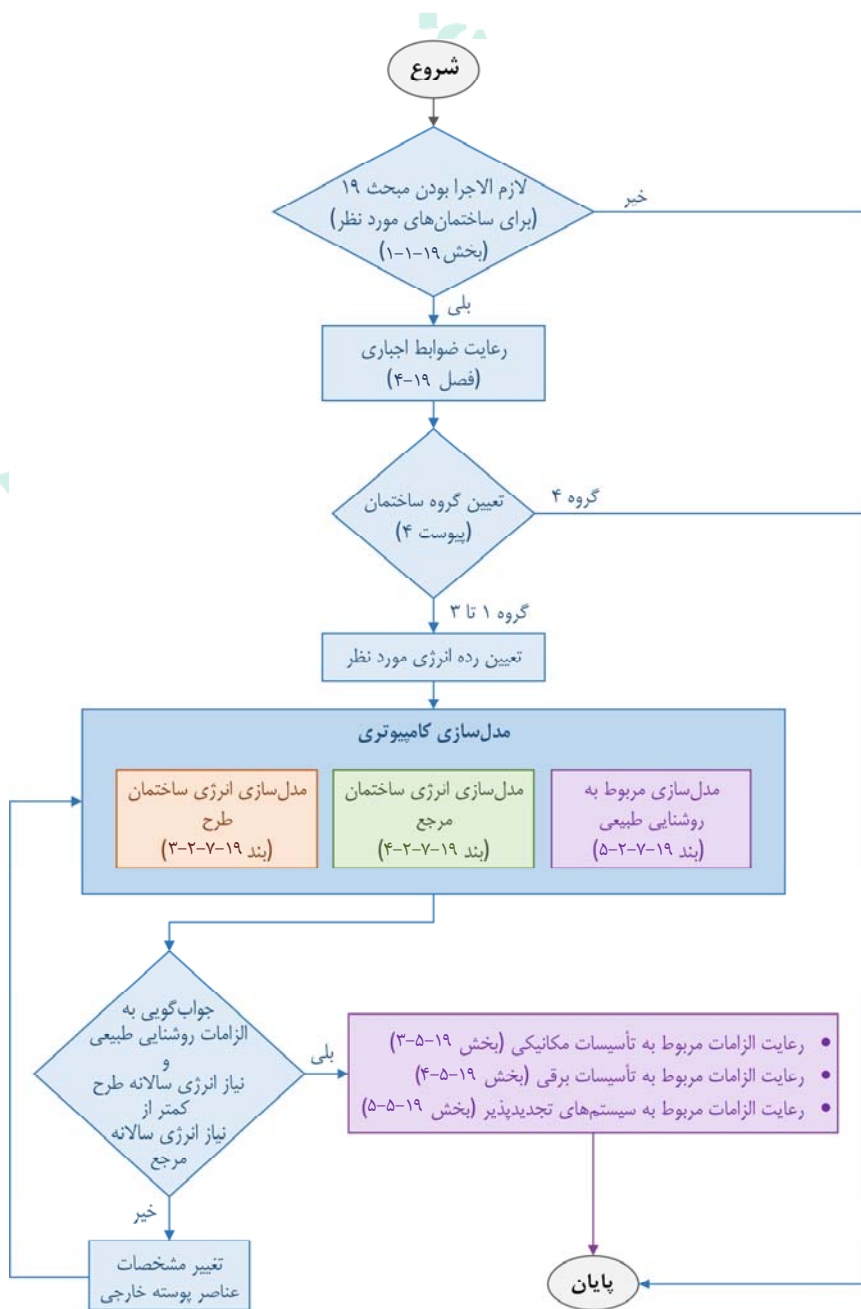 شروع
لازم الاجرا بودن مبحث ۱۹
(برای ساختمان‌های مورد نظر)
(بخش ۱۹-۱-۱)
خیر
بلی
رعایت ضوابط اجباری
(فصل ۱۹-۴)
تعیین گروه ساختمان
(پیوست ۴)
گروه ۴
گروه ۱ تا ۳
تعیین رده انرژی مورد نظر
مدل‌سازی کامپیوتری
مدل‌سازی مربوط به
روشنایی طبیعی
(بند ۱۹-۷-۲-۵)
مدل‌سازی انرژی ساختمان
مرجع
(بند ۱۹-۷-۲-۴)
مدل‌سازی انرژی ساختمان
طرح
(بند ۱۹-۷-۲-۳)
جواب‌گویی به
الزامات روشنایی طبیعی
و
نیاز انرژی سالانه طرح
کمتر از
نیاز انرژی سالانه
مرجع
بلی
• رعایت الزامات مربوط به تأسیسات مکانیکی (بخش ۱۹-۵-۳)
• رعایت الزامات مربوط به تأسیسات برقی (بخش ۱۹-۵-۴)
• رعایت الزامات مربوط به سیستم‌های تجدیدپذیر (بخش ۱۹-۵-۵)
خیر
تغییر مشخصات
عناصر پوسته خارجی
پایان